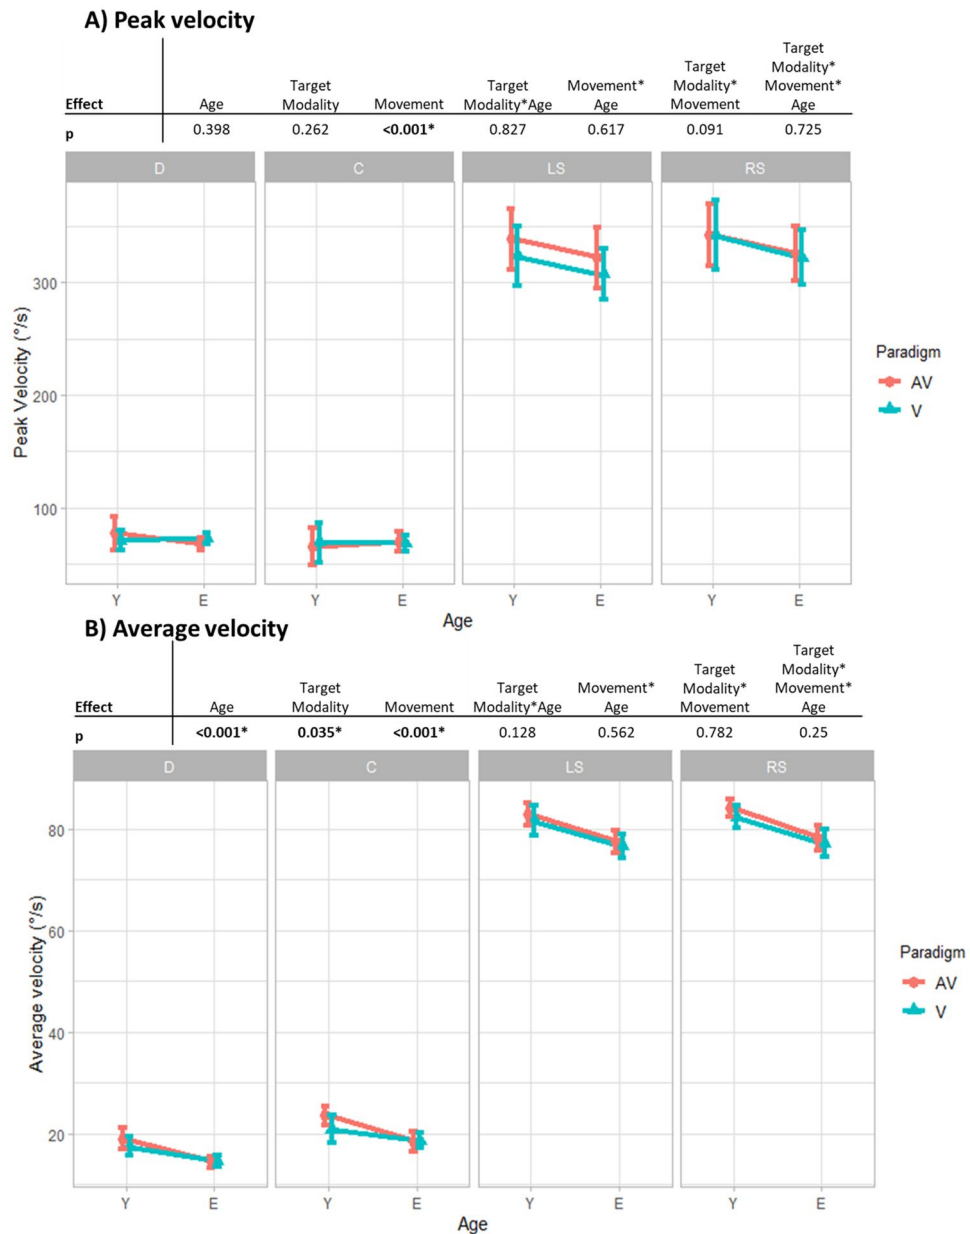 A) Peak velocity
Effect Age Target Modality Movement Target Modality*Age Movement* Age Target Modality* Movement Target Modality* Movement* Age
p 0.398 0.262 <0.001* 0.827 0.617 0.091 0.725
D C LS RS
Peak Velocity (°/s)
300
200
100
Y E Y E Y E Y E
Age
Paradigm
AV
V
B) Average velocity
Effect Age Target Modality Movement Target Modality*Age Movement* Age Target Modality* Movement Target Modality* Movement* Age
p <0.001* 0.035* <0.001* 0.128 0.562 0.782 0.25
D C LS RS
Average velocity (°/s)
80
60
40
20
Y E Y E Y E Y E
Age
Paradigm
AV
V